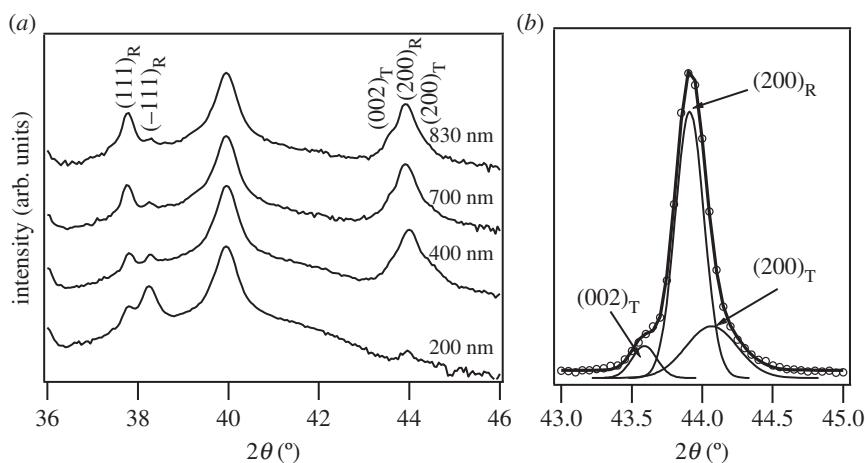 (a)
(111)R
(−111)R
(002)T
(200)R
(200)T
830 nm
700 nm
400 nm
200 nm
intensity (arb. units)
36 38 40 42 44 46
2θ (º)
(b)
(200)R
(002)T
(200)T
43.0 43.5 44.0 44.5 45.0
2θ (º)